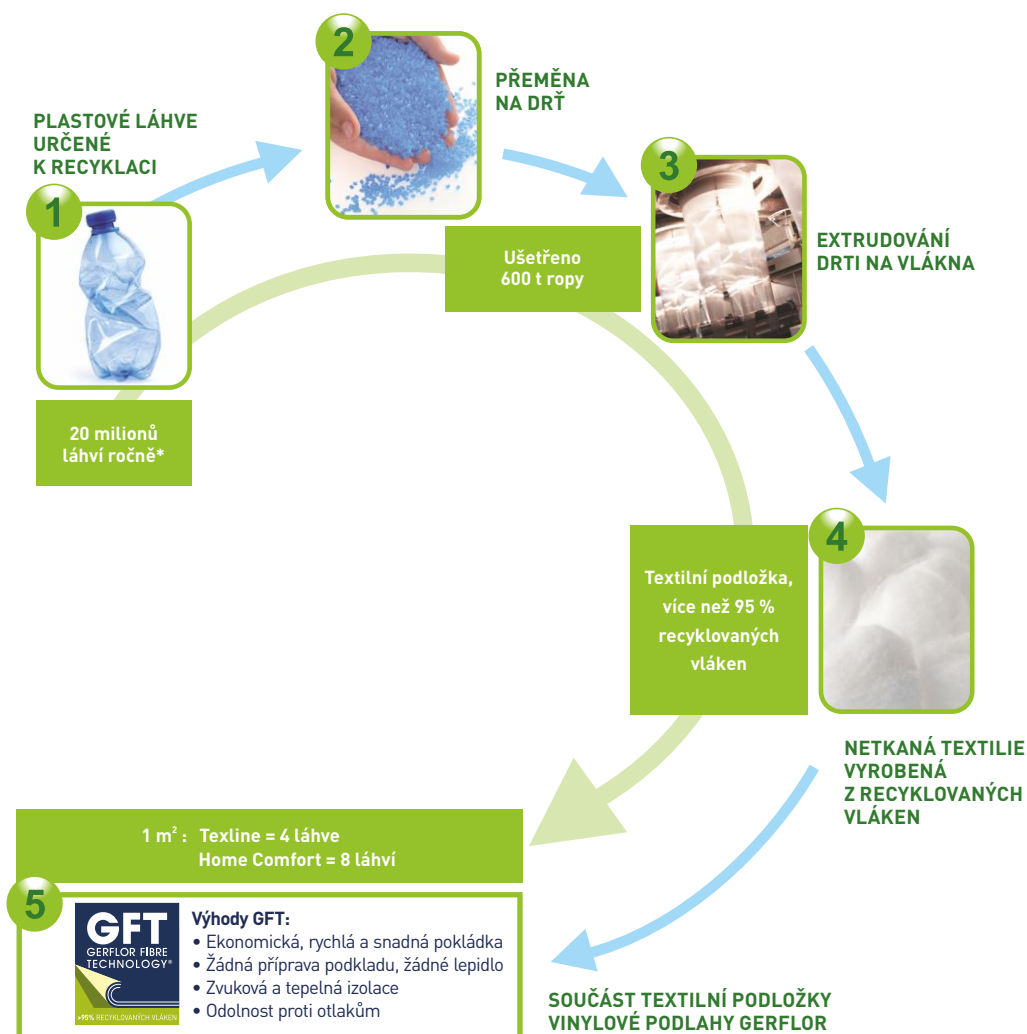 1
PLASTOVÉ LÁHVE
URČENÉ
K RECYKLACI
20 milionů
láhví ročně*
2
PŘEMĚNA
NA DRŤ
Ušetřeno
600 t ropy
3
EXTRUDOVÁNÍ
DRTI NA VLÁKNA
4
Textilní podložka,
více než 95 %
recyklovaných
vláken
NETKANÁ TEXTILIE
VYROBENÁ
Z RECYKLOVANÝCH
VLÁKEN
1 m² : Texline = 4 láhve
Home Comfort = 8 láhví
5
GFT
GERFLOR FIBRE
TECHNOLOGY®
>95% RECYKLOVANÝCH VLÁKEN
Výhody GFT:
• Ekonomická, rychlá a snadná pokládka
• Žádná příprava podkladu, žádné lepidlo
• Zvuková a tepelná izolace
• Odolnost proti otlakům
SOUČÁST TEXTILNÍ PODLOŽKY
VINYLOVÉ PODLAHY GERFLOR